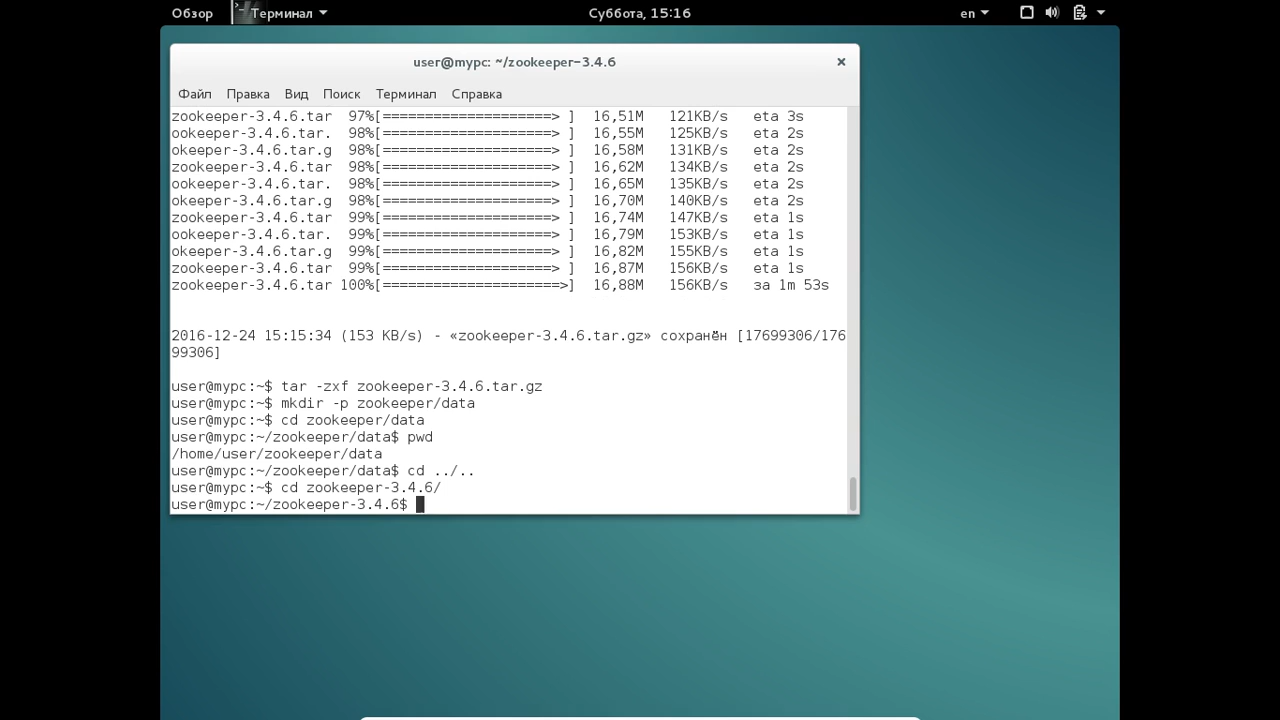 Обзор Терминал Суббота, 15:16 en
user@mypc: ~/zookeeper-3.4.6 ×
Файл Правка Вид Поиск Терминал Справка
zookeeper-3.4.6.tar 97%[====================> ] 16,51M 121KB/s eta 3s
ookeeper-3.4.6.tar. 98%[====================> ] 16,55M 125KB/s eta 2s
okeeper-3.4.6.tar.g 98%[====================> ] 16,58M 131KB/s eta 2s
zookeeper-3.4.6.tar 98%[====================> ] 16,62M 134KB/s eta 2s
ookeeper-3.4.6.tar. 98%[====================> ] 16,65M 135KB/s eta 2s
okeeper-3.4.6.tar.g 98%[====================> ] 16,70M 140KB/s eta 2s
zookeeper-3.4.6.tar 99%[====================> ] 16,74M 147KB/s eta 1s
ookeeper-3.4.6.tar. 99%[====================> ] 16,79M 153KB/s eta 1s
okeeper-3.4.6.tar.g 99%[====================> ] 16,82M 155KB/s eta 1s
zookeeper-3.4.6.tar 99%[====================> ] 16,87M 156KB/s eta 1s
zookeeper-3.4.6.tar 100%[=====================>] 16,88M 156KB/s за 1m 53s
2016-12-24 15:15:34 (153 KB/s) - «zookeeper-3.4.6.tar.gz» сохранён [17699306/176
99306]
user@mypc:~$ tar -zxf zookeeper-3.4.6.tar.gz
user@mypc:~$ mkdir -p zookeeper/data
user@mypc:~$ cd zookeeper/data
user@mypc:~/zookeeper/data$ pwd
/home/user/zookeeper/data
user@mypc:~/zookeeper/data$ cd ../..
user@mypc:~$ cd zookeeper-3.4.6/
user@mypc:~/zookeeper-3.4.6$